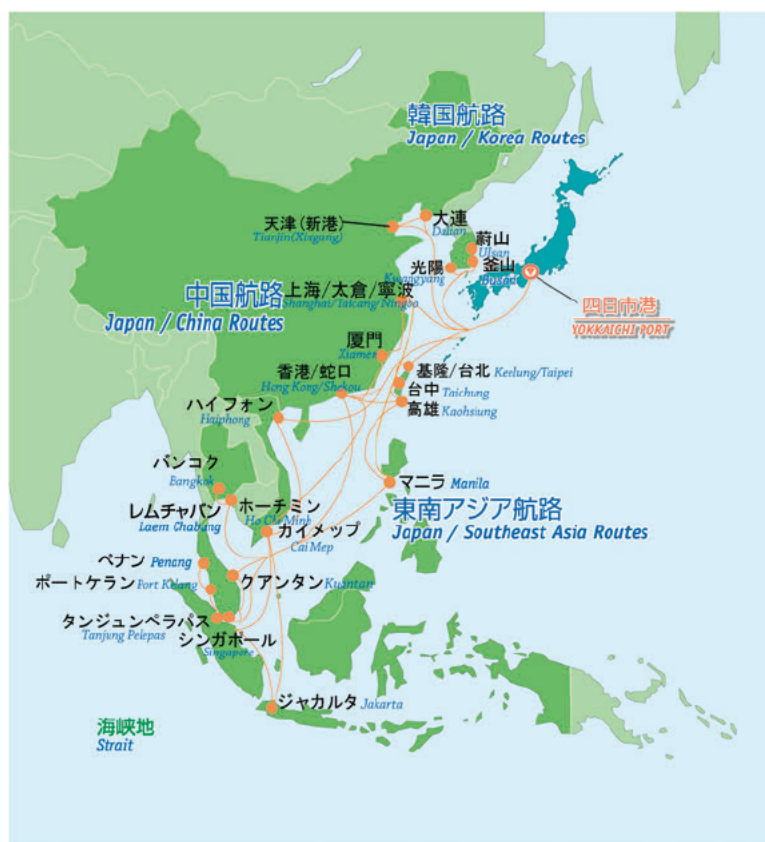 韓国航路
Japan / Korea Routes
天津(新港)
Tianjin(Xingang)
大連
Dalian
蔚山
Ulsan
光陽
Kwangyang
釜山
Busan
四日市港
YOKKAICHI PORT
中国航路
Japan / China Routes
上海/太倉/寧波
Shanghai/Taicang/Ningbo
厦門
Xiamen
香港/蛇口
Hong Kong/Shekou
基隆/台北 Keelung/Taipei
台中 Taichung
高雄 Kaohsiung
ハイフォン
Haiphong
バンコク
Bangkok
レムチャバン
Laem Chabang
ホーチミン
Ho Chi Minh
カイメップ
Cai Mep
マニラ Manila
東南アジア航路
Japan / Southeast Asia Routes
ペナン Penang
ポートケラン Port Kelang
クアンタン Kuantan
タンジュンペラパス
Tanjung Pelepas
シンガポール
Singapore
ジャカルタ Jakarta
海峡地
Strait